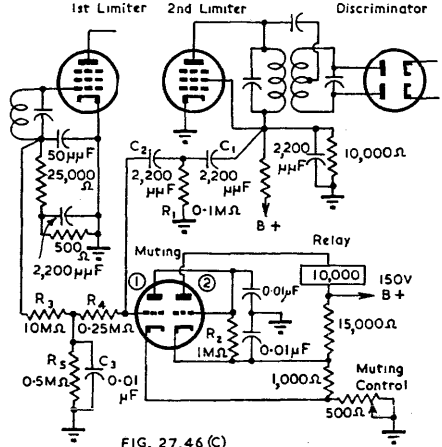 1st Limiter
2nd Limiter
Discriminator
50μμF
25,000
Ω
500
Ω
2,200μμF
C₂
C₁
2,200
μμF
2,200
μμF
R₁
0·1MΩ
2,200
μμF
10,000Ω
B+
Muting
①
②
Relay
10,000
150V
B+
0·01μF
R₃
10MΩ
R₄
0·25MΩ
R₂
1MΩ
0·01μF
15,000Ω
1,000Ω
Muting
Control
500Ω
R₅
0·5MΩ
C₃
0·01
μF
FIG. 27.46 (C)